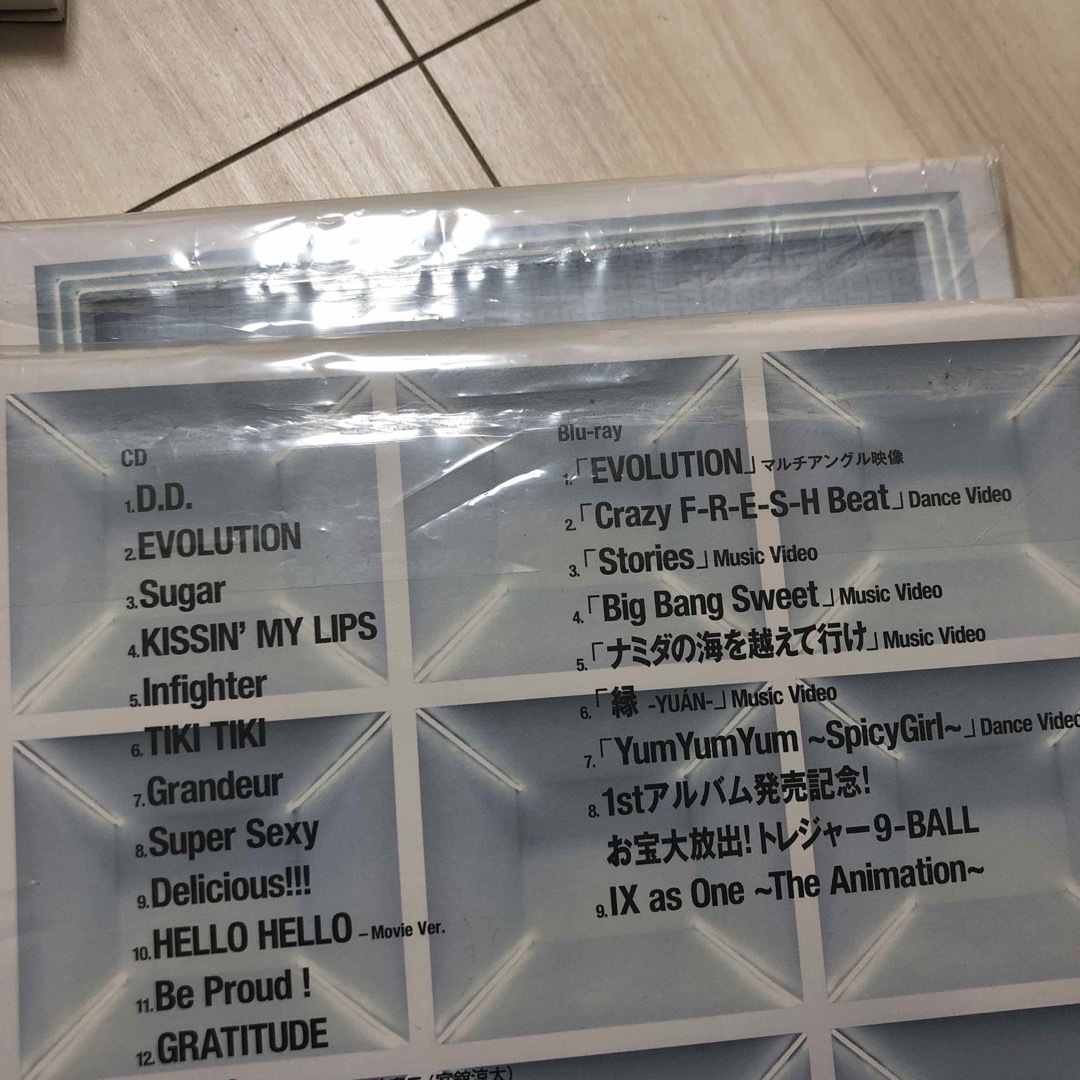 CD
1.D.D.
2.EVOLUTION
3.Sugar
4.KISSIN' MY LIPS
5.Infighter
6.TIKI TIKI
7.Grandeur
8.Super Sexy
9.Delicious!!!
10.HELLO HELLO –Movie Ver.
11.Be Proud !
12.GRATITUDE
Blu-ray
1.「EVOLUTION」マルチアングル映像
2.「Crazy F-R-E-S-H Beat」Dance Video
3.「Stories」Music Video
4.「Big Bang Sweet」Music Video
5.「ナミダの海を越えて行け」Music Video
6.「縁 -YUÁN-」Music Video
7.「YumYumYum ~SpicyGirl~」Dance Video
8.1stアルバム発売記念!
お宝大放出!トレジャー9-BALL
9.IX as One ~The Animation~
(宮舘涼太)